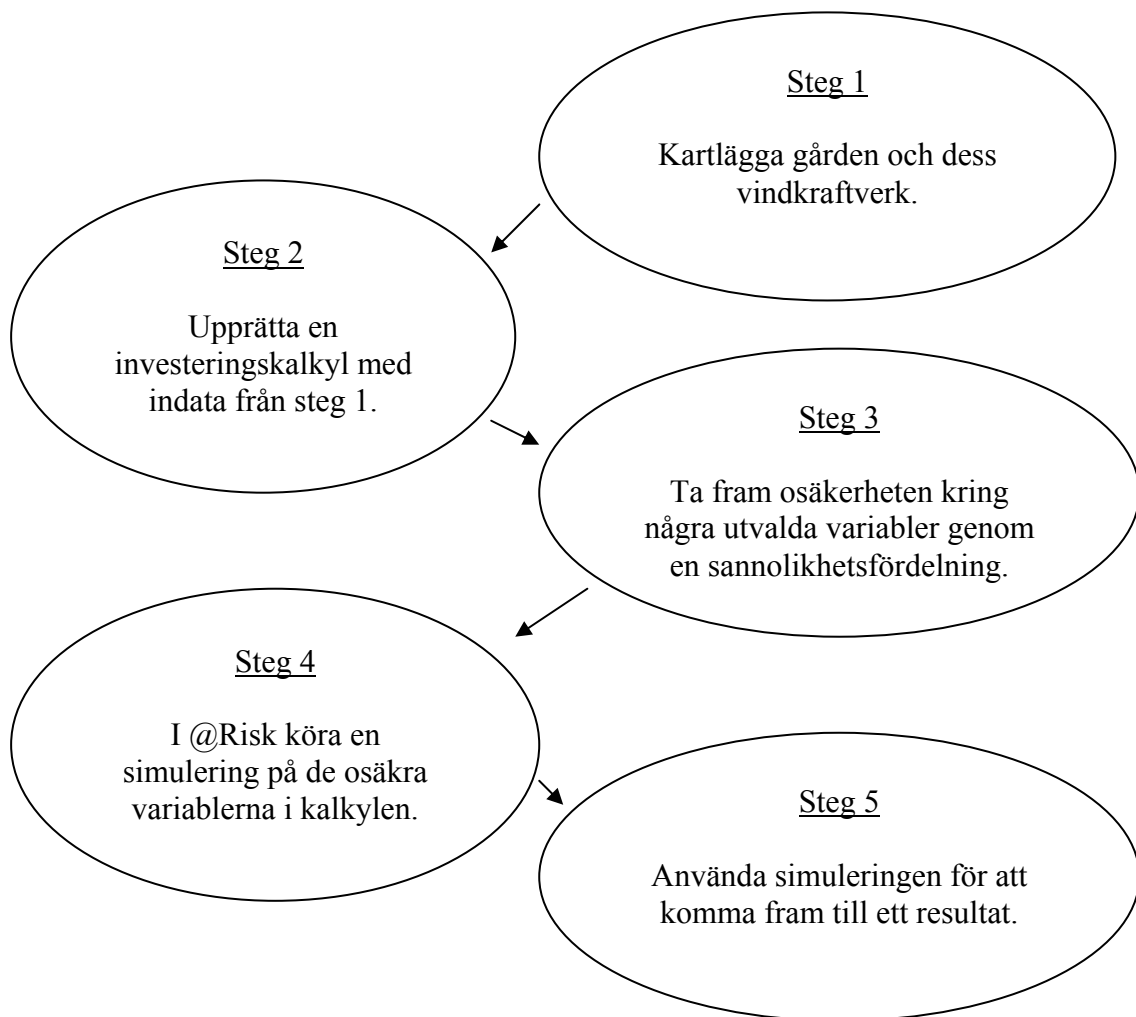 Steg 1
Kartlägga gården och dess
vindkraftverk.
Steg 2
Upprätta en
investeringskalkyl med
indata från steg 1.
Steg 3
Ta fram osäkerheten kring
några utvalda variabler genom
en sannolikhetsfördelning.
Steg 4
I @Risk köra en
simulering på de osäkra
variablerna i kalkylen.
Steg 5
Använda simuleringen för att
komma fram till ett resultat.